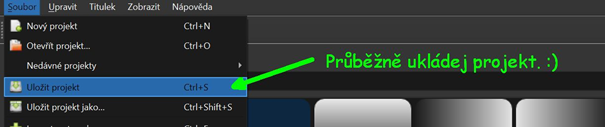 Soubor Upravit Titulek Zobrazit Nápověda
Nový projekt Ctrl+N
Otevřít projekt... Ctrl+O
Nedávné projekty
Průběžně ukládej projekt. :)
Uložit projekt Ctrl+S
Uložit projekt jako... Ctrl+Shift+S